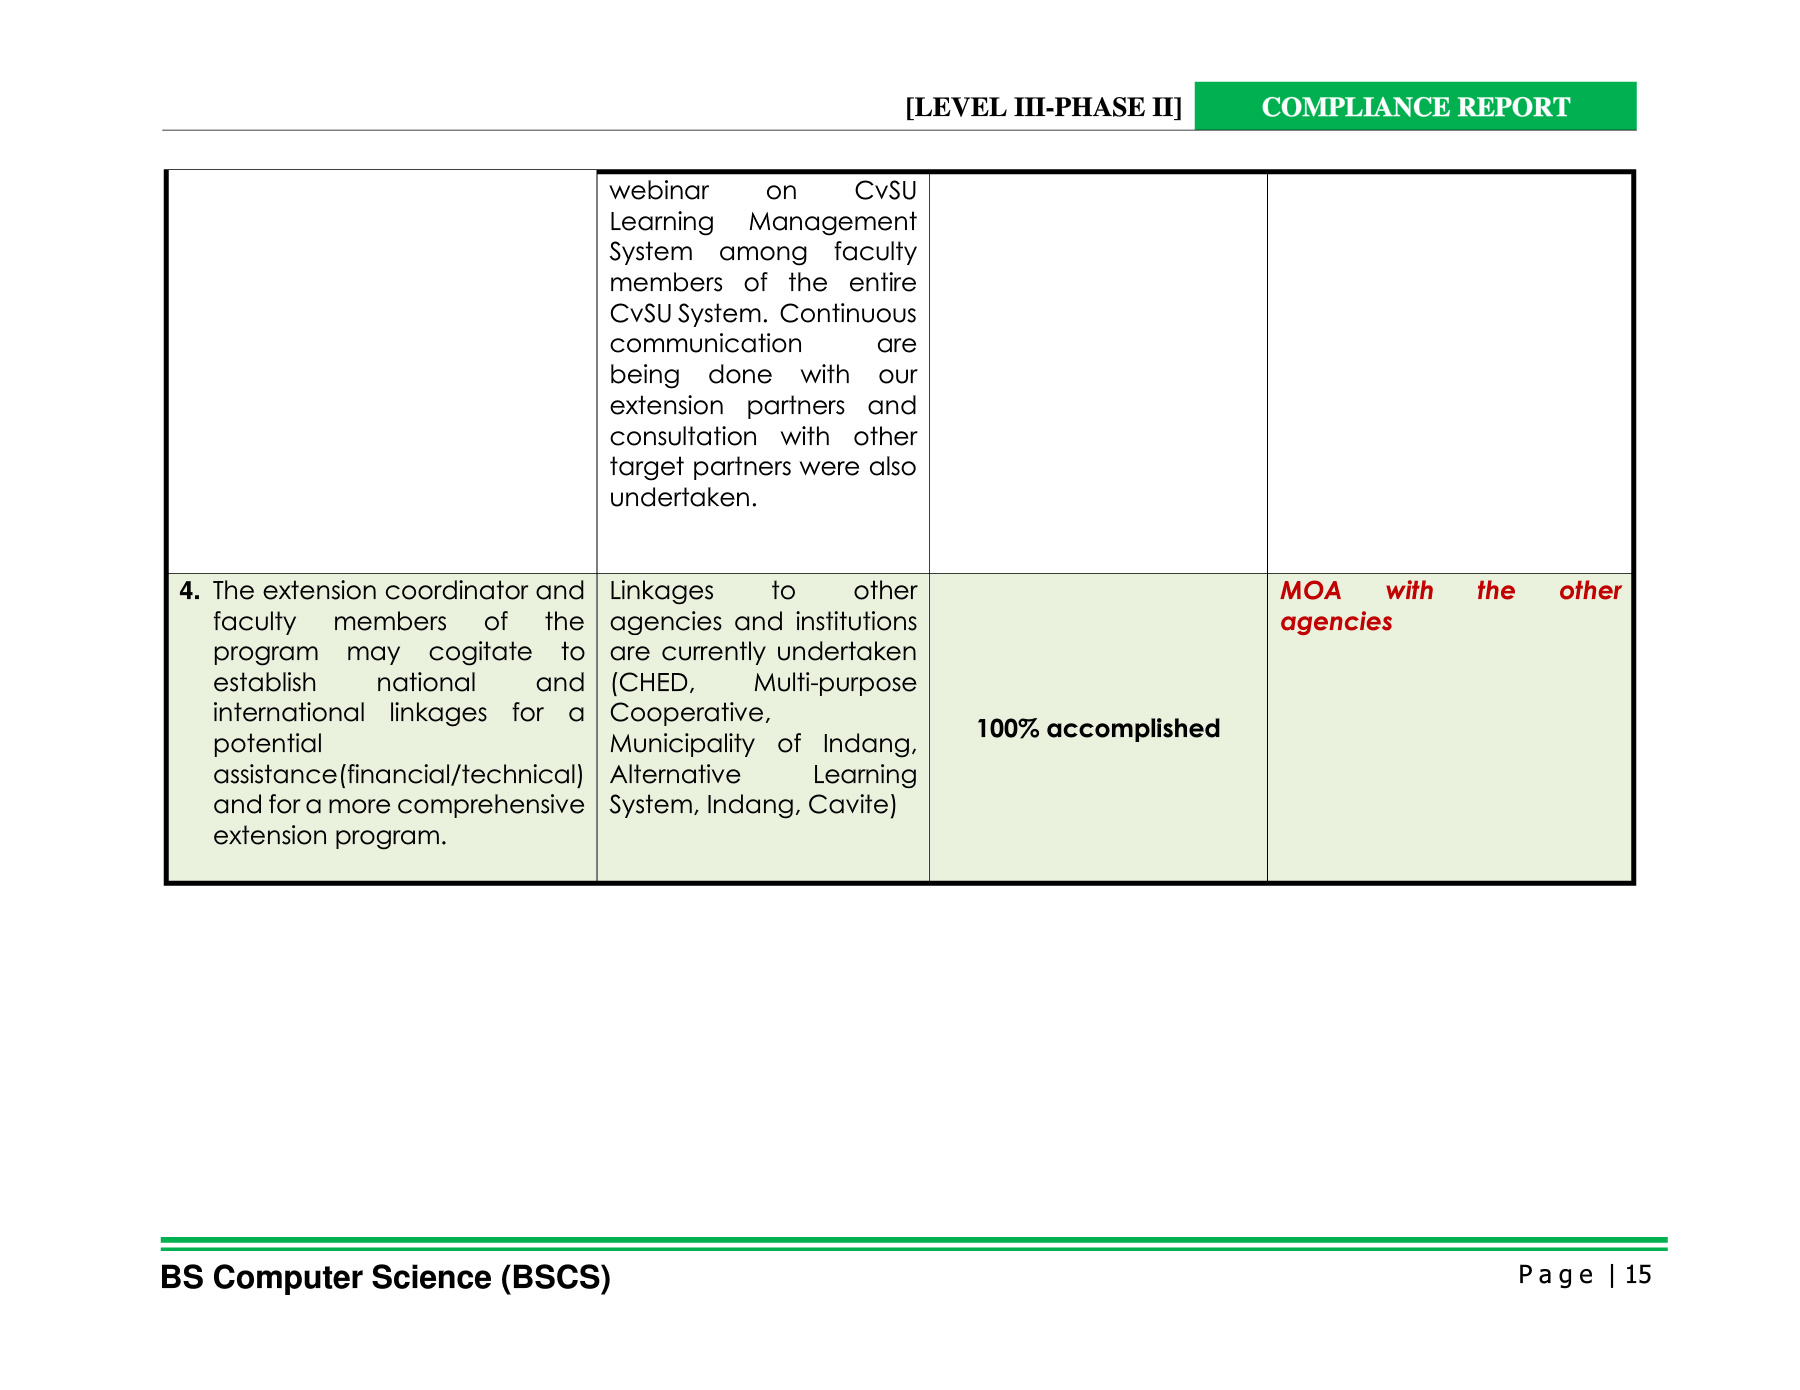 [LEVEL III-PHASE II] COMPLIANCE REPORT
webinar on CvSU
Learning Management
System among faculty
members of the entire
CvSU System. Continuous
communication are
being done with our
extension partners and
consultation with other
target partners were also
undertaken.
4. The extension coordinator and
faculty members of the
program may cogitate to
establish national and
international linkages for a
potential
assistance(financial/technical)
and for a more comprehensive
extension program.
Linkages to other
agencies and institutions
are currently undertaken
(CHED, Multi-purpose
Cooperative,
Municipality of Indang,
Alternative Learning
System, Indang, Cavite)
100% accomplished
MOA with the other
agencies
BS Computer Science (BSCS)
Page | 15